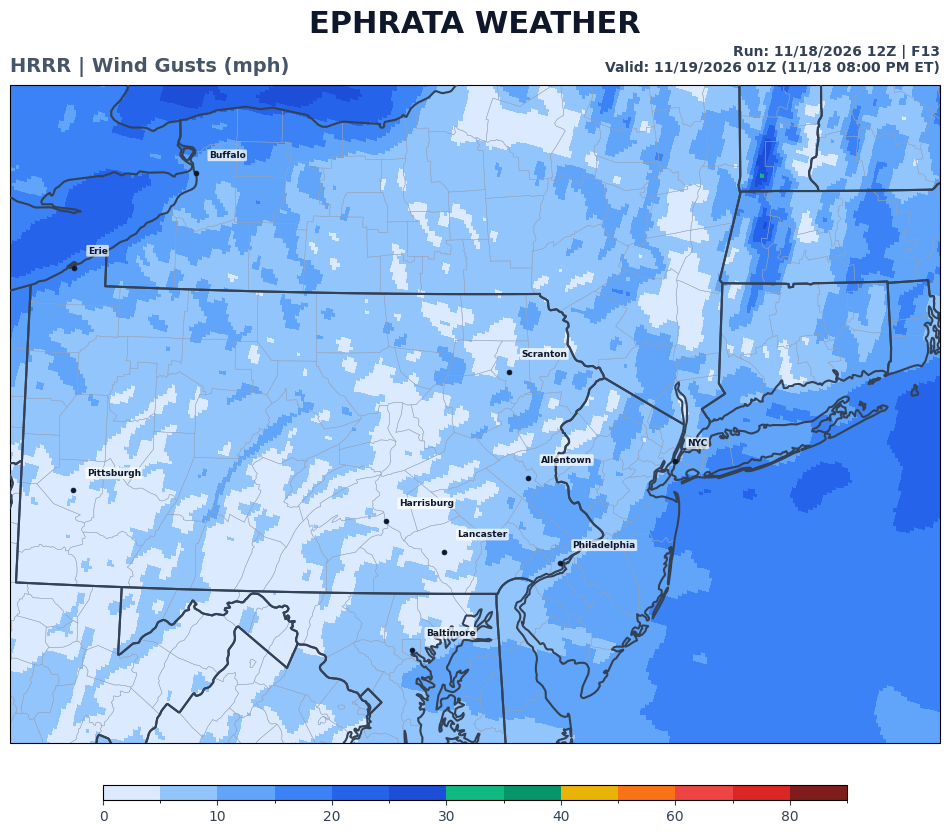 EPHRATA WEATHER
HRRR | Wind Gusts (mph)
Run: 11/18/2026 12Z | F13
Valid: 11/19/2026 01Z (11/18 08:00 PM ET)
Buffalo
Erie
Scranton
NYC
Allentown
Pittsburgh
Harrisburg
Lancaster
Philadelphia
Baltimore
0 10 20 30 40 60 80